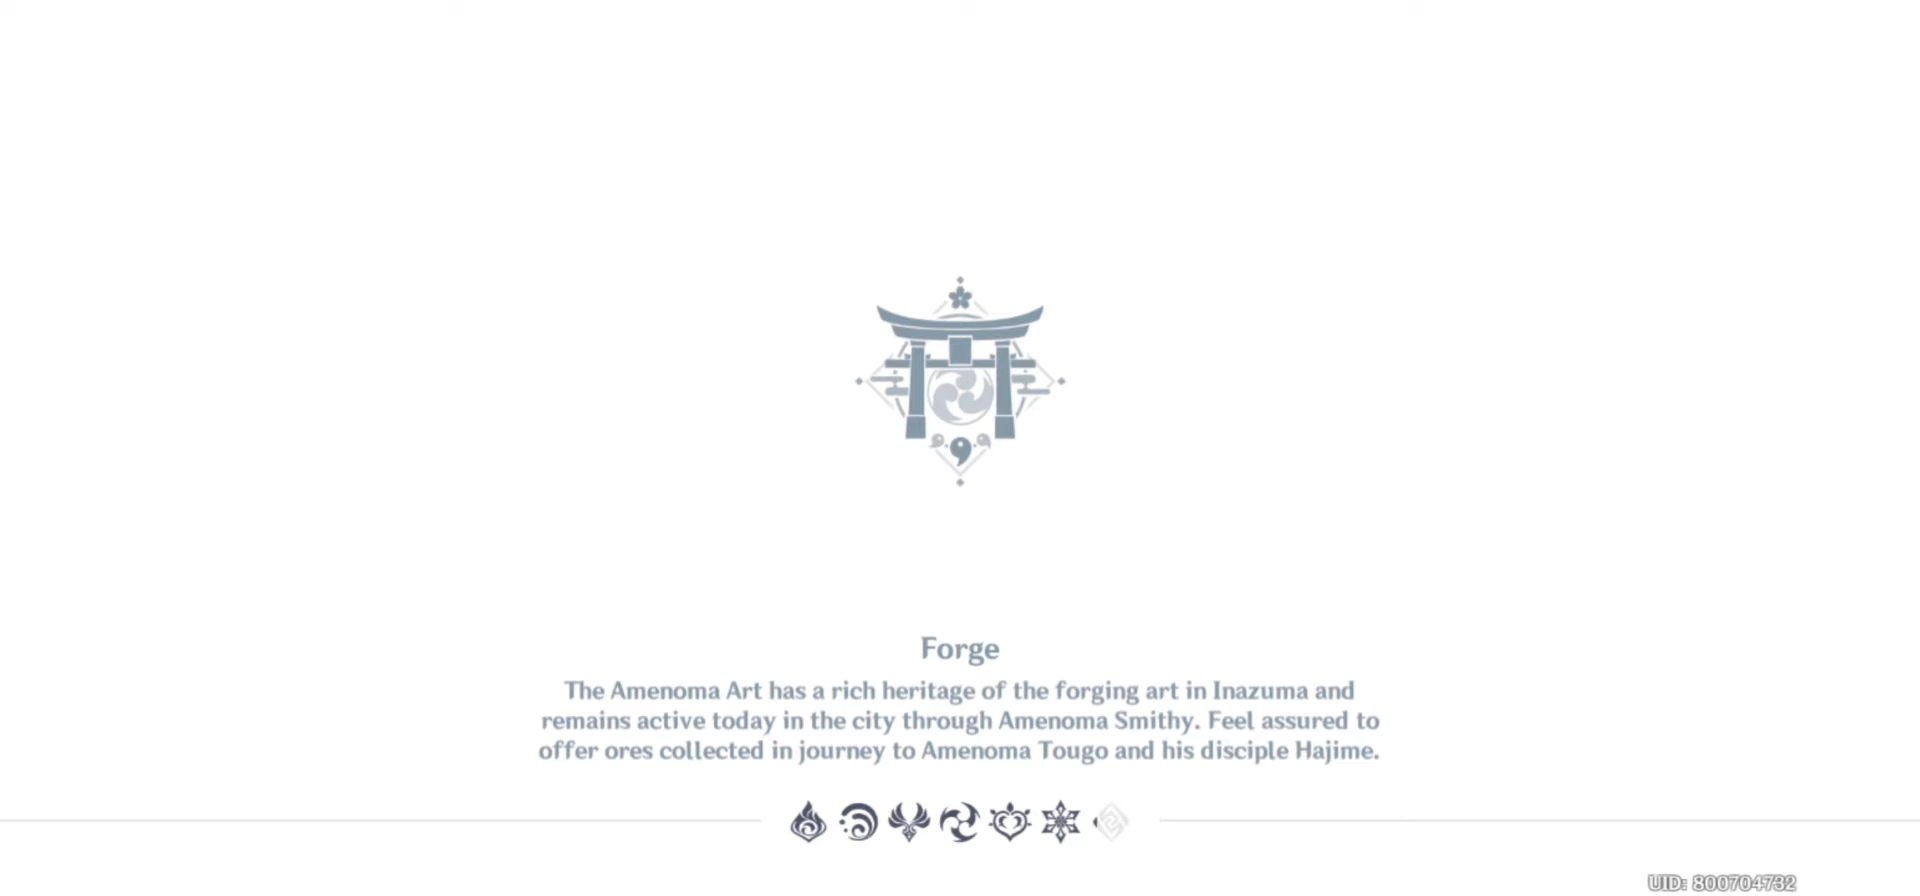 Forge
The Amenoma Art has a rich heritage of the forging art in Inazuma and
remains active today in the city through Amenoma Smithy. Feel assured to
offer ores collected in journey to Amenoma Tougo and his disciple Hajime.
UID: 800704732